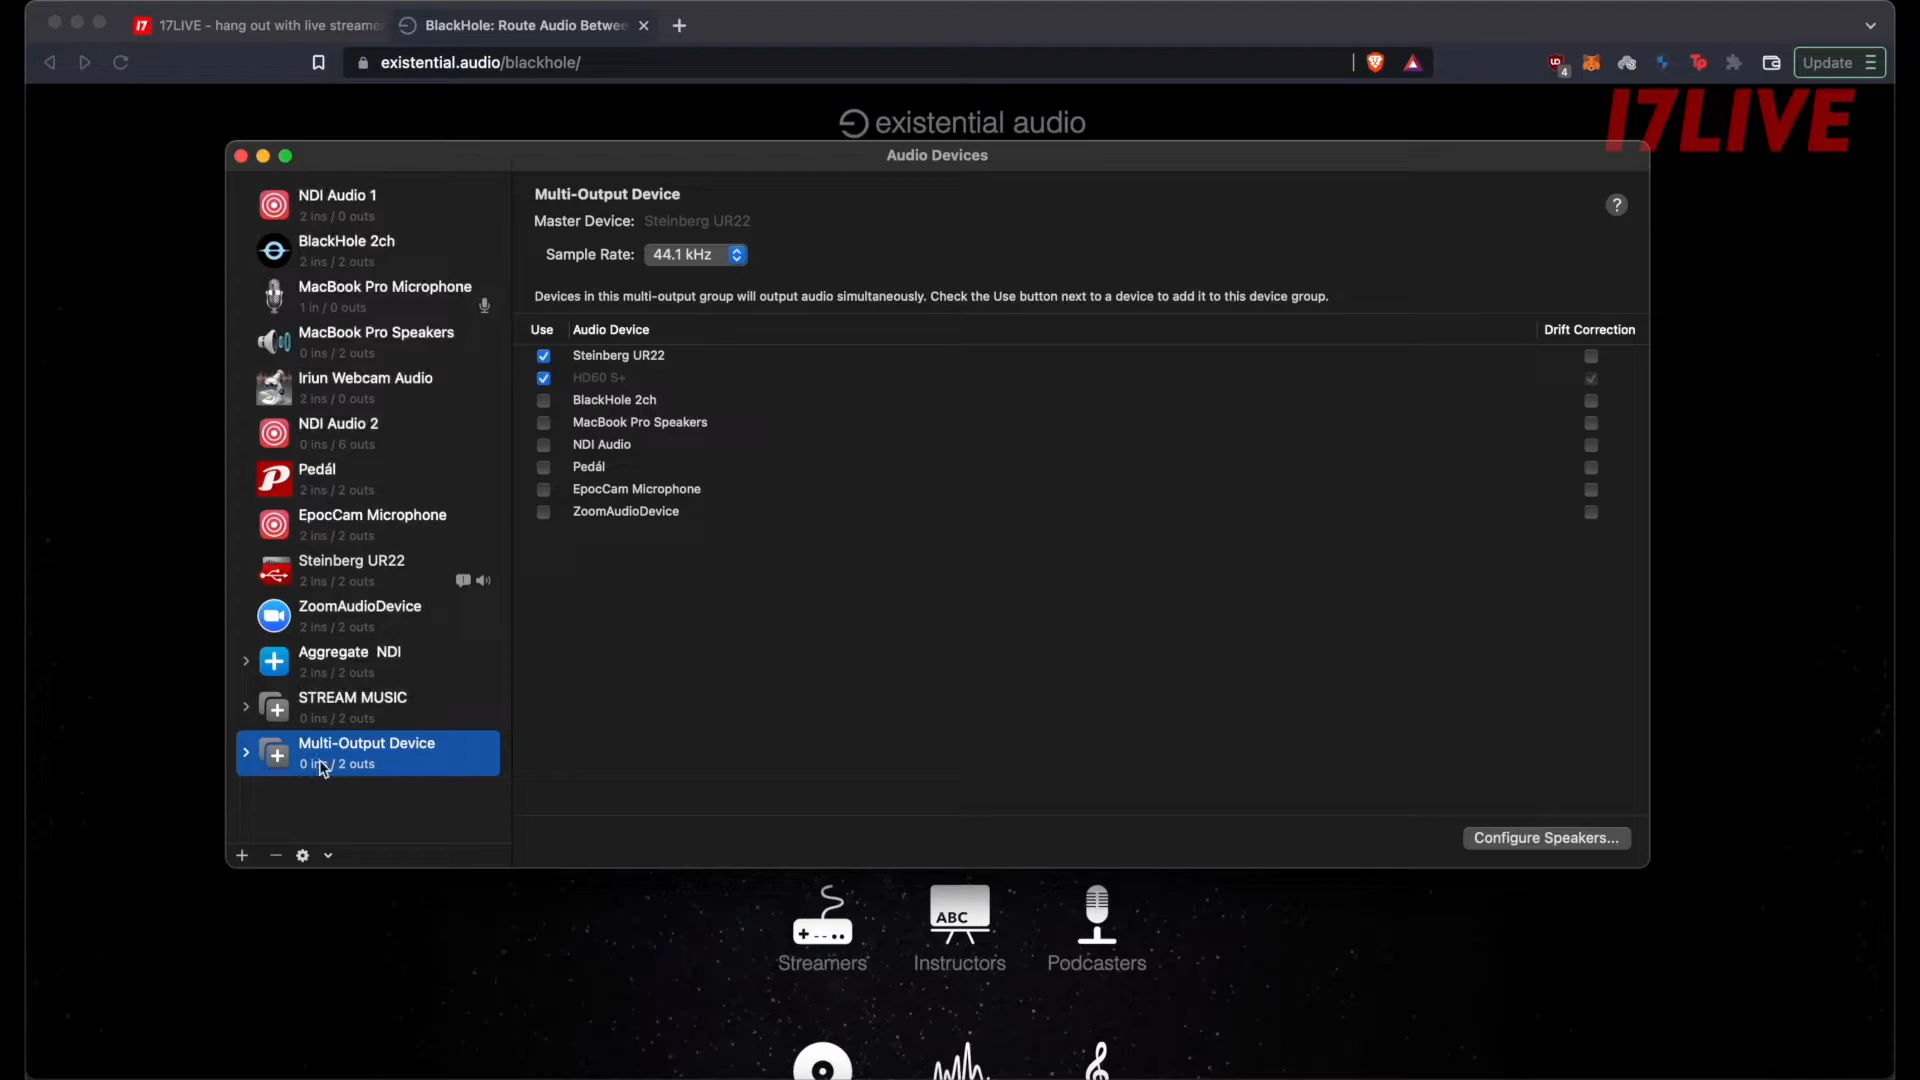 17 17LIVE - hang out with live streame
BlackHole: Route Audio Betwee
existential.audio/blackhole/
4
Update
17LIVE
existential audio
Audio Devices
NDI Audio 1
2 ins / 0 outs
BlackHole 2ch
2 ins / 2 outs
MacBook Pro Microphone
1 in / 0 outs
MacBook Pro Speakers
0 ins / 2 outs
Iriun Webcam Audio
2 ins / 0 outs
NDI Audio 2
0 ins / 6 outs
Pedál
2 ins / 2 outs
EpocCam Microphone
2 ins / 2 outs
Steinberg UR22
2 ins / 2 outs
ZoomAudioDevice
2 ins / 2 outs
Aggregate NDI
2 ins / 2 outs
STREAM MUSIC
0 ins / 2 outs
Multi-Output Device
0 ins / 2 outs
Multi-Output Device
Master Device: Steinberg UR22
Sample Rate: 44.1 kHz
?
Devices in this multi-output group will output audio simultaneously. Check the Use button next to a device to add it to this device group.
Use Audio Device Drift Correction
Steinberg UR22
HD60 S+
BlackHole 2ch
MacBook Pro Speakers
NDI Audio
Pedál
EpocCam Microphone
ZoomAudioDevice
Configure Speakers...
ABC
Streamers Instructors Podcasters